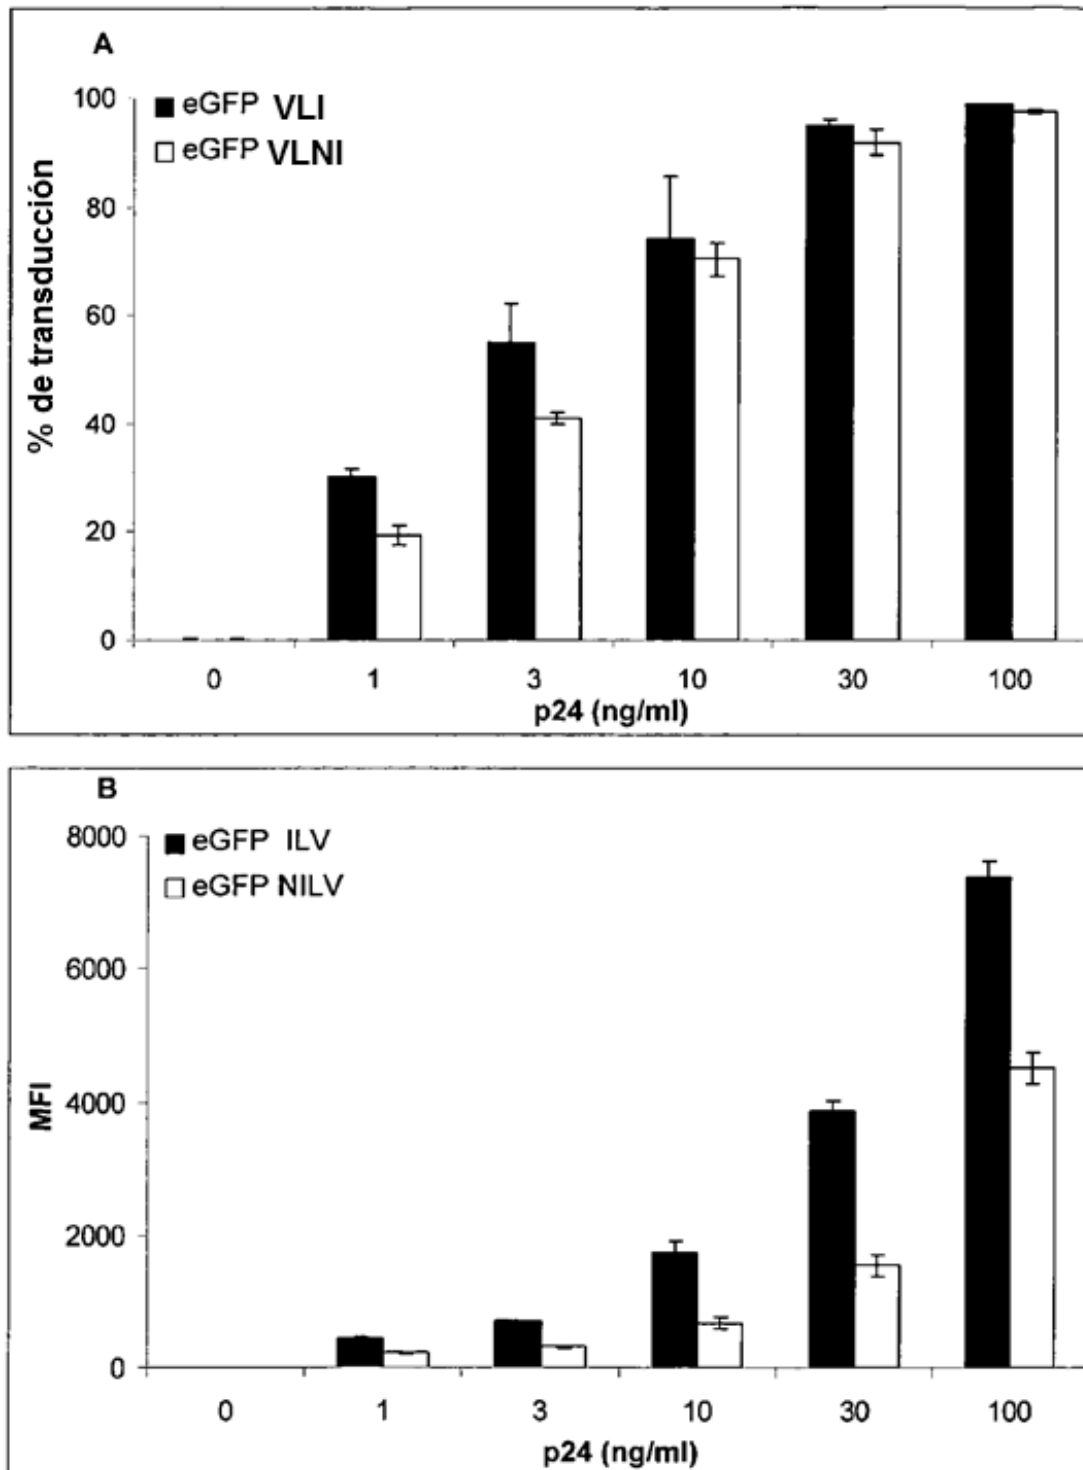 A
eGFP VLI
eGFP VLNI
% de transducción
100
80
60
40
20
0
0 1 3 10 30 100
p24 (ng/ml)
B
eGFP ILV
eGFP NILV
MFI
8000
6000
4000
2000
0
0 1 3 10 30 100
p24 (ng/ml)